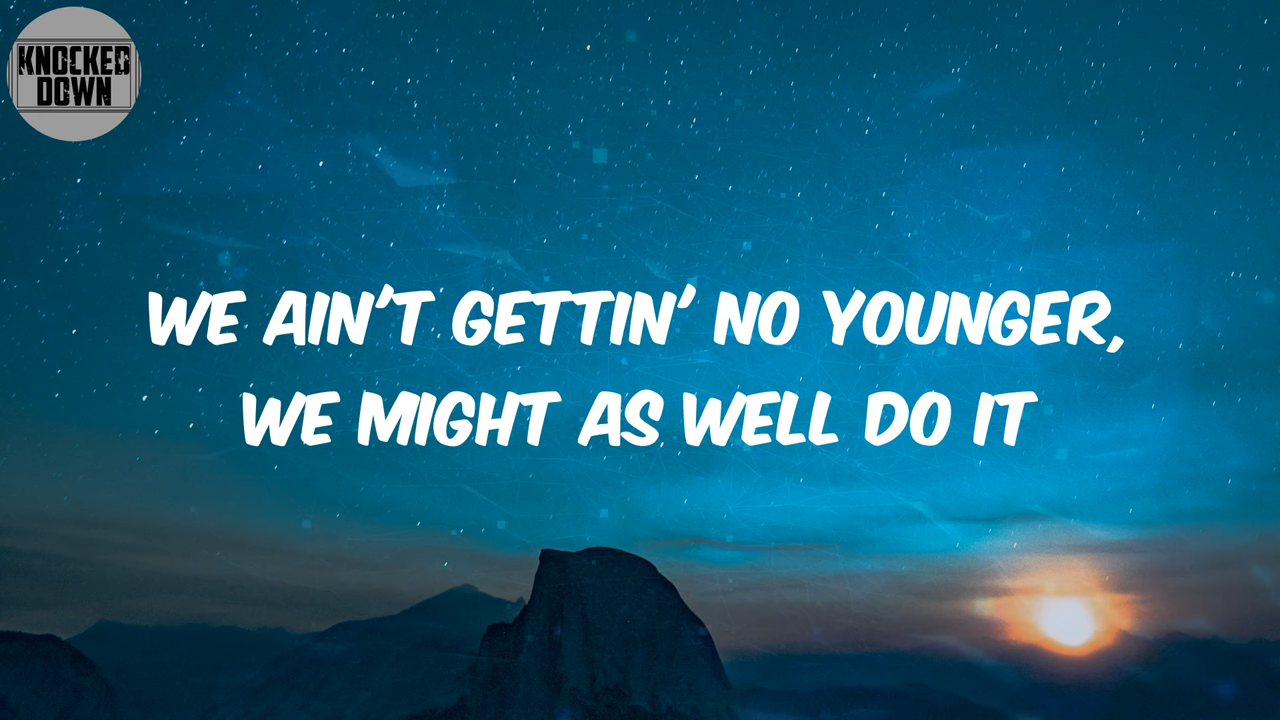 KNOCKED
DOWN
WE AIN'T GETTIN' NO YOUNGER,
WE MIGHT AS WELL DO IT